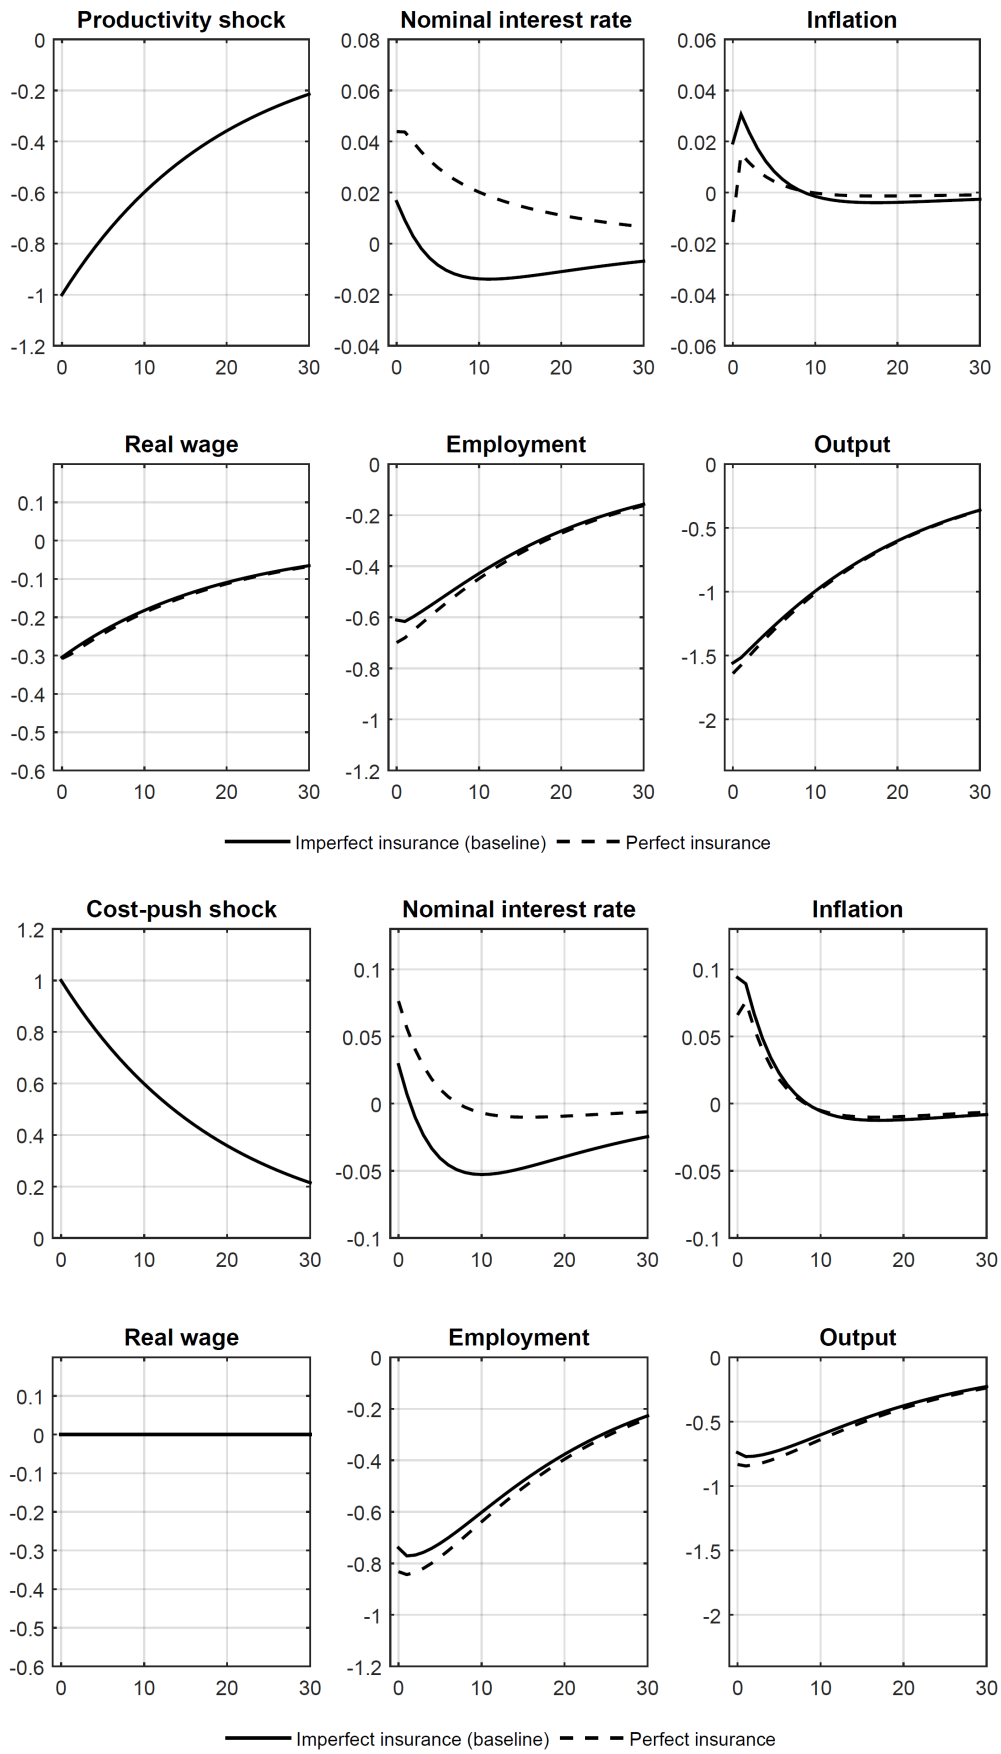 Productivity shock Nominal interest rate Inflation
0 0.08 0.06
-0.2 0.06 0.04
-0.4 0.04 0.02
-0.6 0.02 0
-0.8 0 -0.02
-1 -0.02 -0.04
-1.2 -0.04 -0.06
0 10 20 30 0 10 20 30 0 10 20 30
Real wage Employment Output
0.1 0 0
0 -0.2 -0.5
-0.1 -0.4 -1
-0.2 -0.6 -1.5
-0.3 -0.8 -2
-0.4 -1
-0.5 -1.2
-0.6
0 10 20 30 0 10 20 30 0 10 20 30
Imperfect insurance (baseline) Perfect insurance
Cost-push shock Nominal interest rate Inflation
1.2 0.1 0.1
1 0.05 0.05
0.8 0 0
0.6 -0.05 -0.05
0.4 -0.1 -0.1
0.2
0
0 10 20 30 0 10 20 30 0 10 20 30
Real wage Employment Output
0.1 0 0
0 -0.2 -0.5
-0.1 -0.4 -1
-0.2 -0.6 -1.5
-0.3 -0.8 -2
-0.4 -1
-0.5 -1.2
-0.6
0 10 20 30 0 10 20 30 0 10 20 30
Imperfect insurance (baseline) Perfect insurance